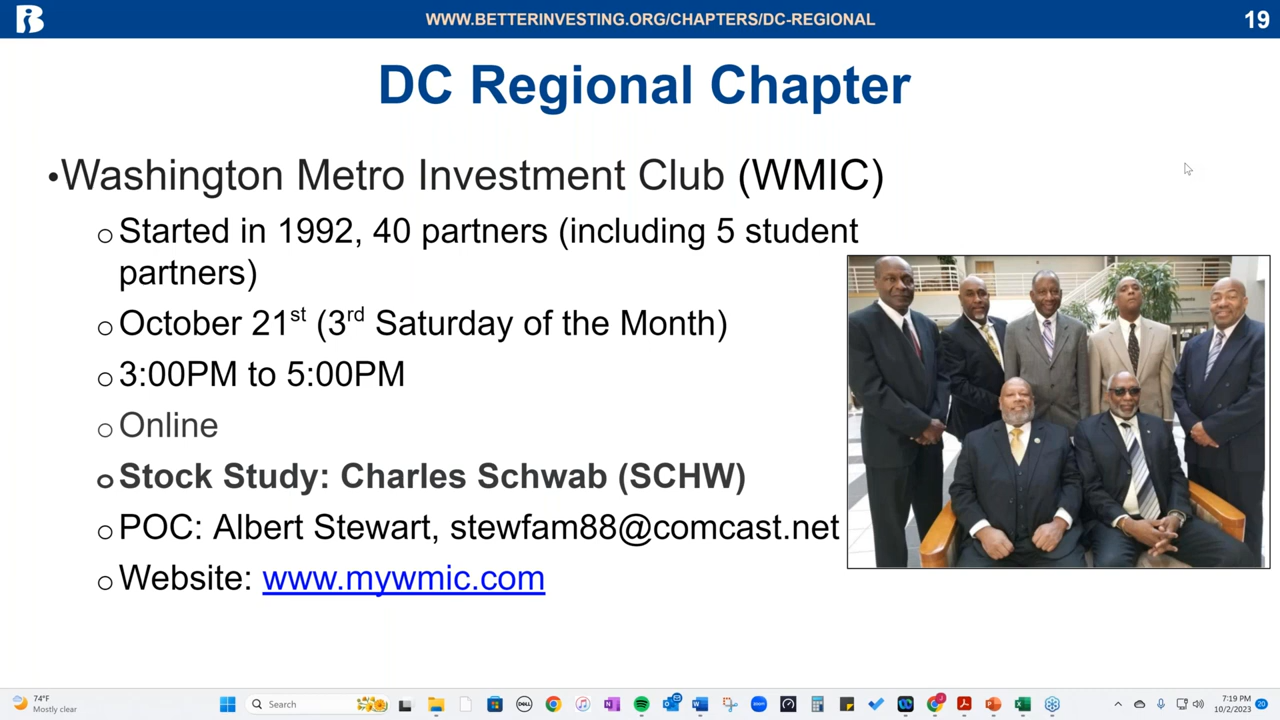 WWW.BETTERINVESTING.ORG/CHAPTERS/DC-REGIONAL
19
DC Regional Chapter
•Washington Metro Investment Club (WMIC)
o Started in 1992, 40 partners (including 5 student
partners)
o October 21st (3rd Saturday of the Month)
o 3:00PM to 5:00PM
o Online
o Stock Study: Charles Schwab (SCHW)
o POC: Albert Stewart, stewfam88@comcast.net
o Website: www.mywmic.com
74°F
Mostly clear
Search
DELL
zoom
7:19 PM
10/2/2023
20